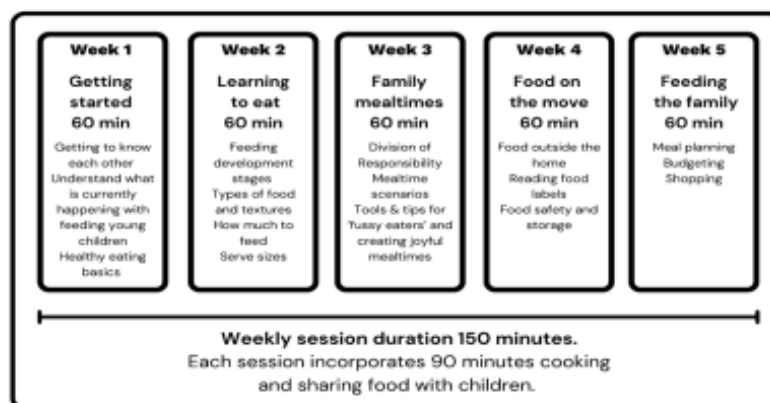 Week 1
Getting
started
60 min
Getting to know
each other
Understand what
is currently
happening with
feeding young
children
Healthy eating
basics
Week 2
Learning
to eat
60 min
Feeding
development
stages
Types of food
and textures
How much to
feed
Serve sizes
Week 3
Family
mealtimes
60 min
Division of
Responsibility
Mealtime
scenarios
Tools & tips for
'fussy eaters' and
creating joyful
mealtimes
Week 4
Food on
the move
60 min
Food outside the
home
Reading food
labels
Food safety and
storage
Week 5
Feeding
the family
60 min
Meal planning
Budgeting
Shopping
Weekly session duration 150 minutes.
Each session incorporates 90 minutes cooking
and sharing food with children.